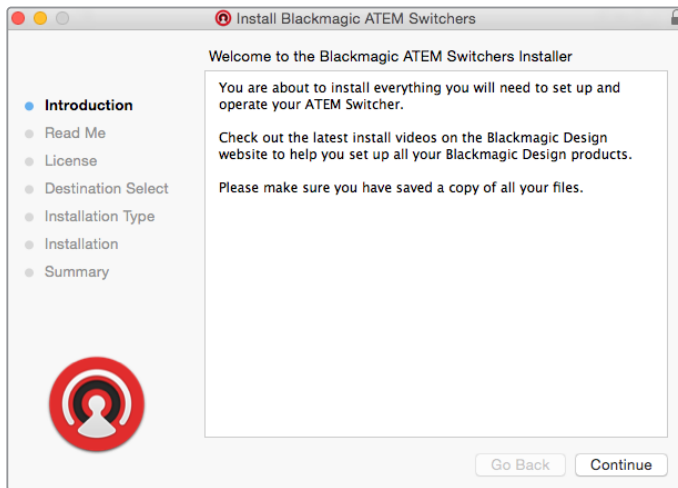 Install Blackmagic ATEM Switchers
Welcome to the Blackmagic ATEM Switchers Installer
Introduction
Read Me
License
Destination Select
Installation Type
Installation
Summary
You are about to install everything you will need to set up and
operate your ATEM Switcher.
Check out the latest install videos on the Blackmagic Design
website to help you set up all your Blackmagic Design products.
Please make sure you have saved a copy of all your files.
Go Back
Continue